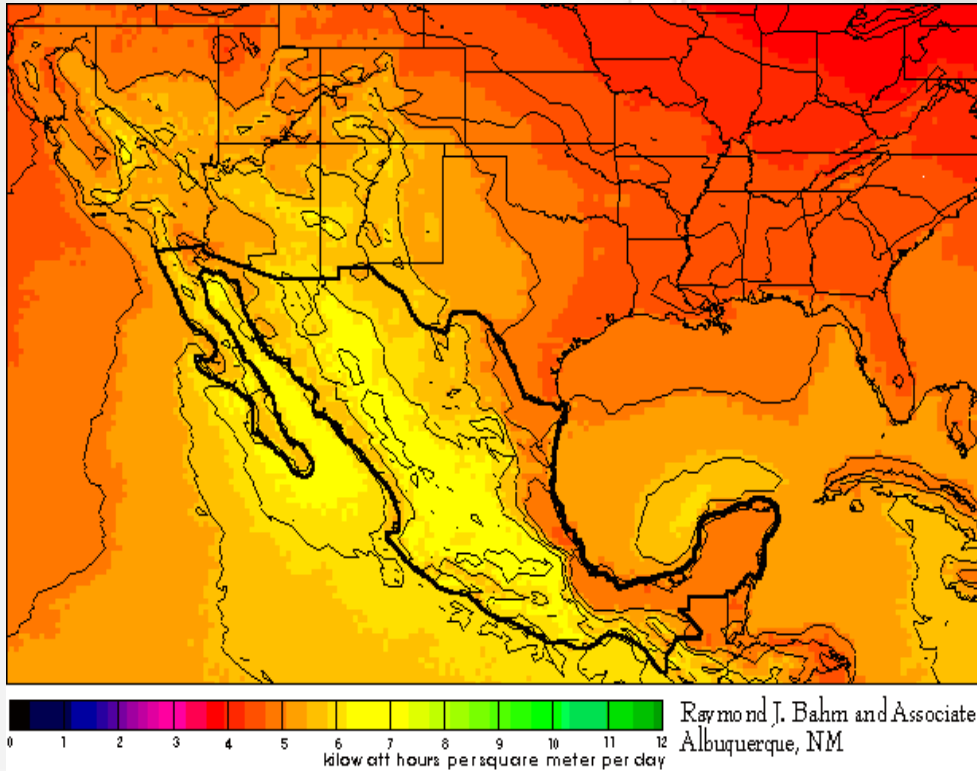 0 1 2 3 4 5 6 7 8 9 10 11 12
kilowatt hours per square meter per day
Raymond J. Bahm and Associate
Albuquerque, NM